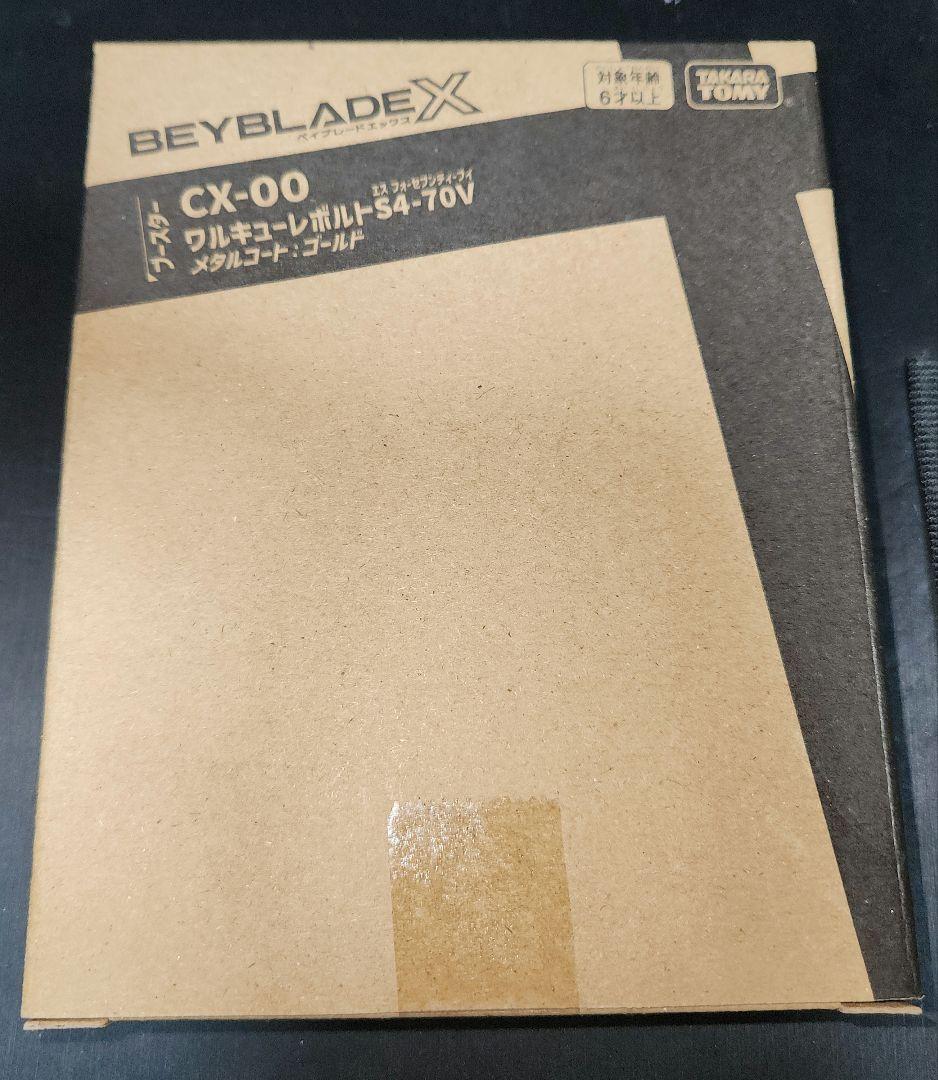 BEYBLADE X
ベイブレードエックス
対象年齢
6才以上
TAKARA
TOMY
ブースター
CX-00
エス フォーセブンティーブイ
ワルキューレボルトS4-70V
メタルコート:ゴールド